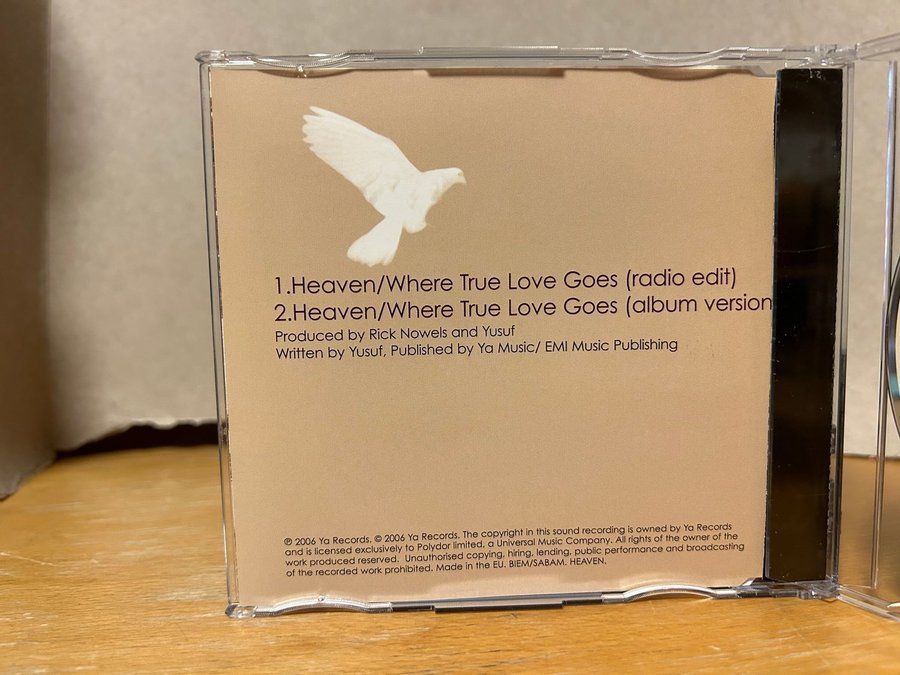 1.Heaven/Where True Love Goes (radio edit)
2.Heaven/Where True Love Goes (album version
Produced by Rick Nowels and Yusuf
Written by Yusuf, Published by Ya Music/ EMI Music Publishing
℗ 2006 Ya Records. © 2006 Ya Records. The copyright in this sound recording is owned by Ya Records
and is licensed exclusively to Polydor limited, a Universal Music Company. All rights of the owner of the
work produced reserved. Unauthorised copying, hiring, lending, public performance and broadcasting
of the recorded work prohibited. Made in the EU. BIEM/SABAM. HEAVEN.